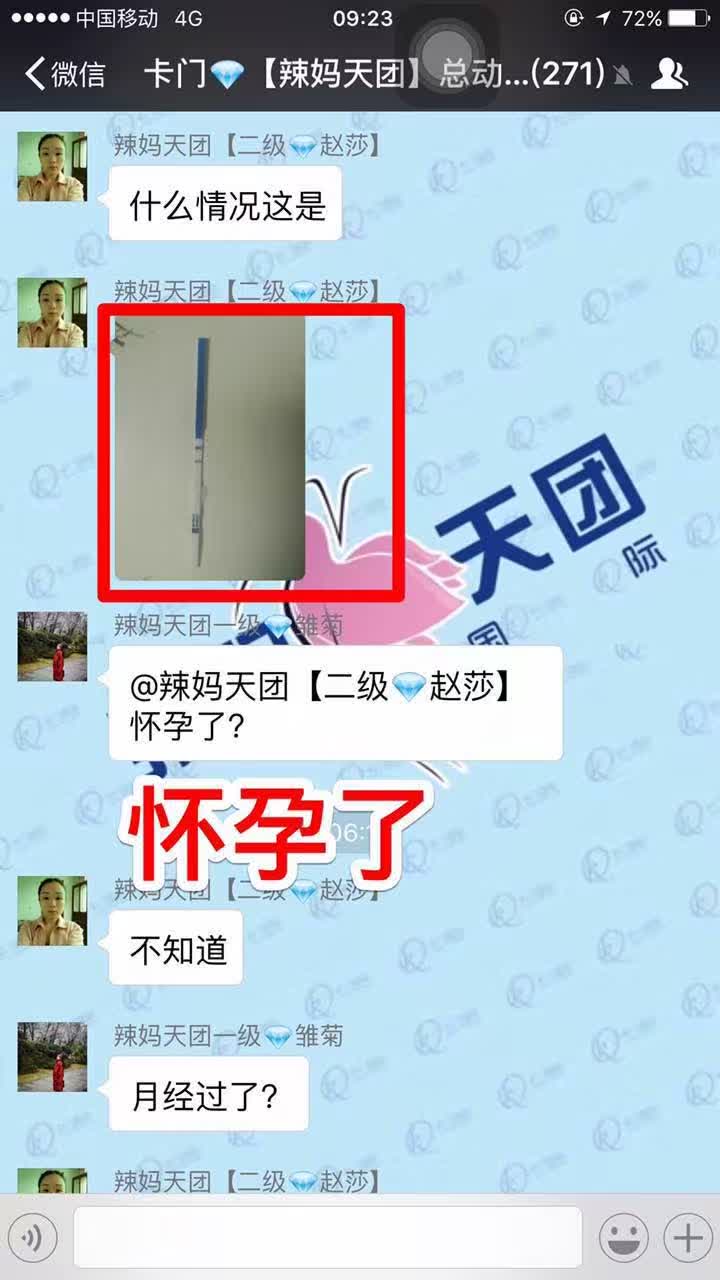 中国移动 4G 09:23 72%
微信 卡门💎【辣妈天团】总动...(271)
辣妈天团【二级💎赵莎】
什么情况这是
辣妈天团【二级💎赵莎】
天团
国际
辣妈天团一级💎雏菊
@辣妈天团【二级💎赵莎】
怀孕了？
怀孕了
辣妈天团【二级💎赵莎】
不知道
辣妈天团一级💎雏菊
月经过了？
辣妈天团【二级💎赵莎】